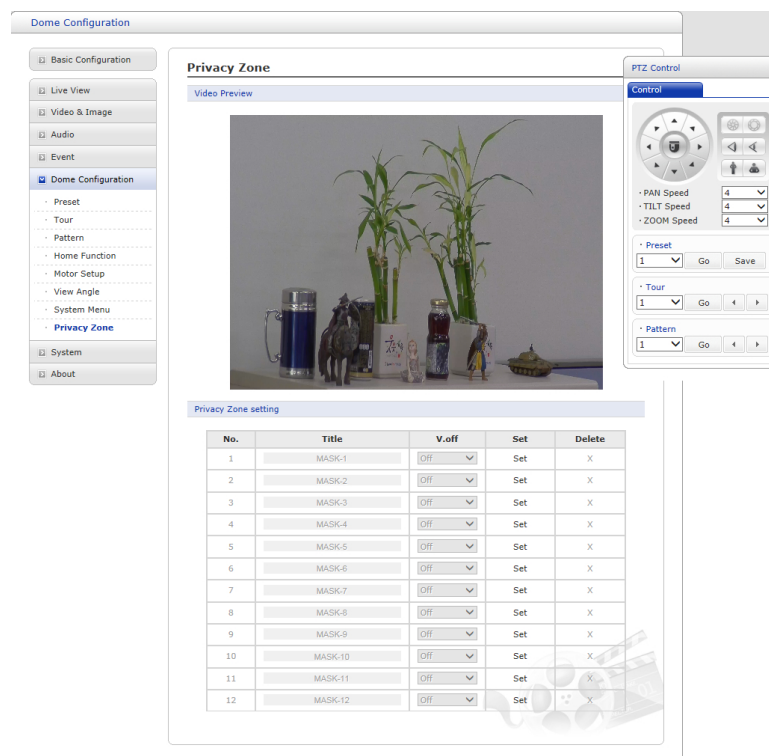 Dome Configuration
Basic Configuration
Live View
Video & Image
Audio
Event
Dome Configuration
Preset
Tour
Pattern
Home Function
Motor Setup
View Angle
System Menu
Privacy Zone
System
About
Privacy Zone
Video Preview
PTZ Control
Control
PAN Speed 4
TILT Speed 4
ZOOM Speed 4
Preset
1 Go Save
Tour
1 Go
Pattern
1 Go
Privacy Zone setting
No. Title V.off Set Delete
1 MASK-1 Off Set X
2 MASK-2 Off Set X
3 MASK-3 Off Set X
4 MASK-4 Off Set X
5 MASK-5 Off Set X
6 MASK-6 Off Set X
7 MASK-7 Off Set X
8 MASK-8 Off Set X
9 MASK-9 Off Set X
10 MASK-10 Off Set X
11 MASK-11 Off Set X
12 MASK-12 Off Set X